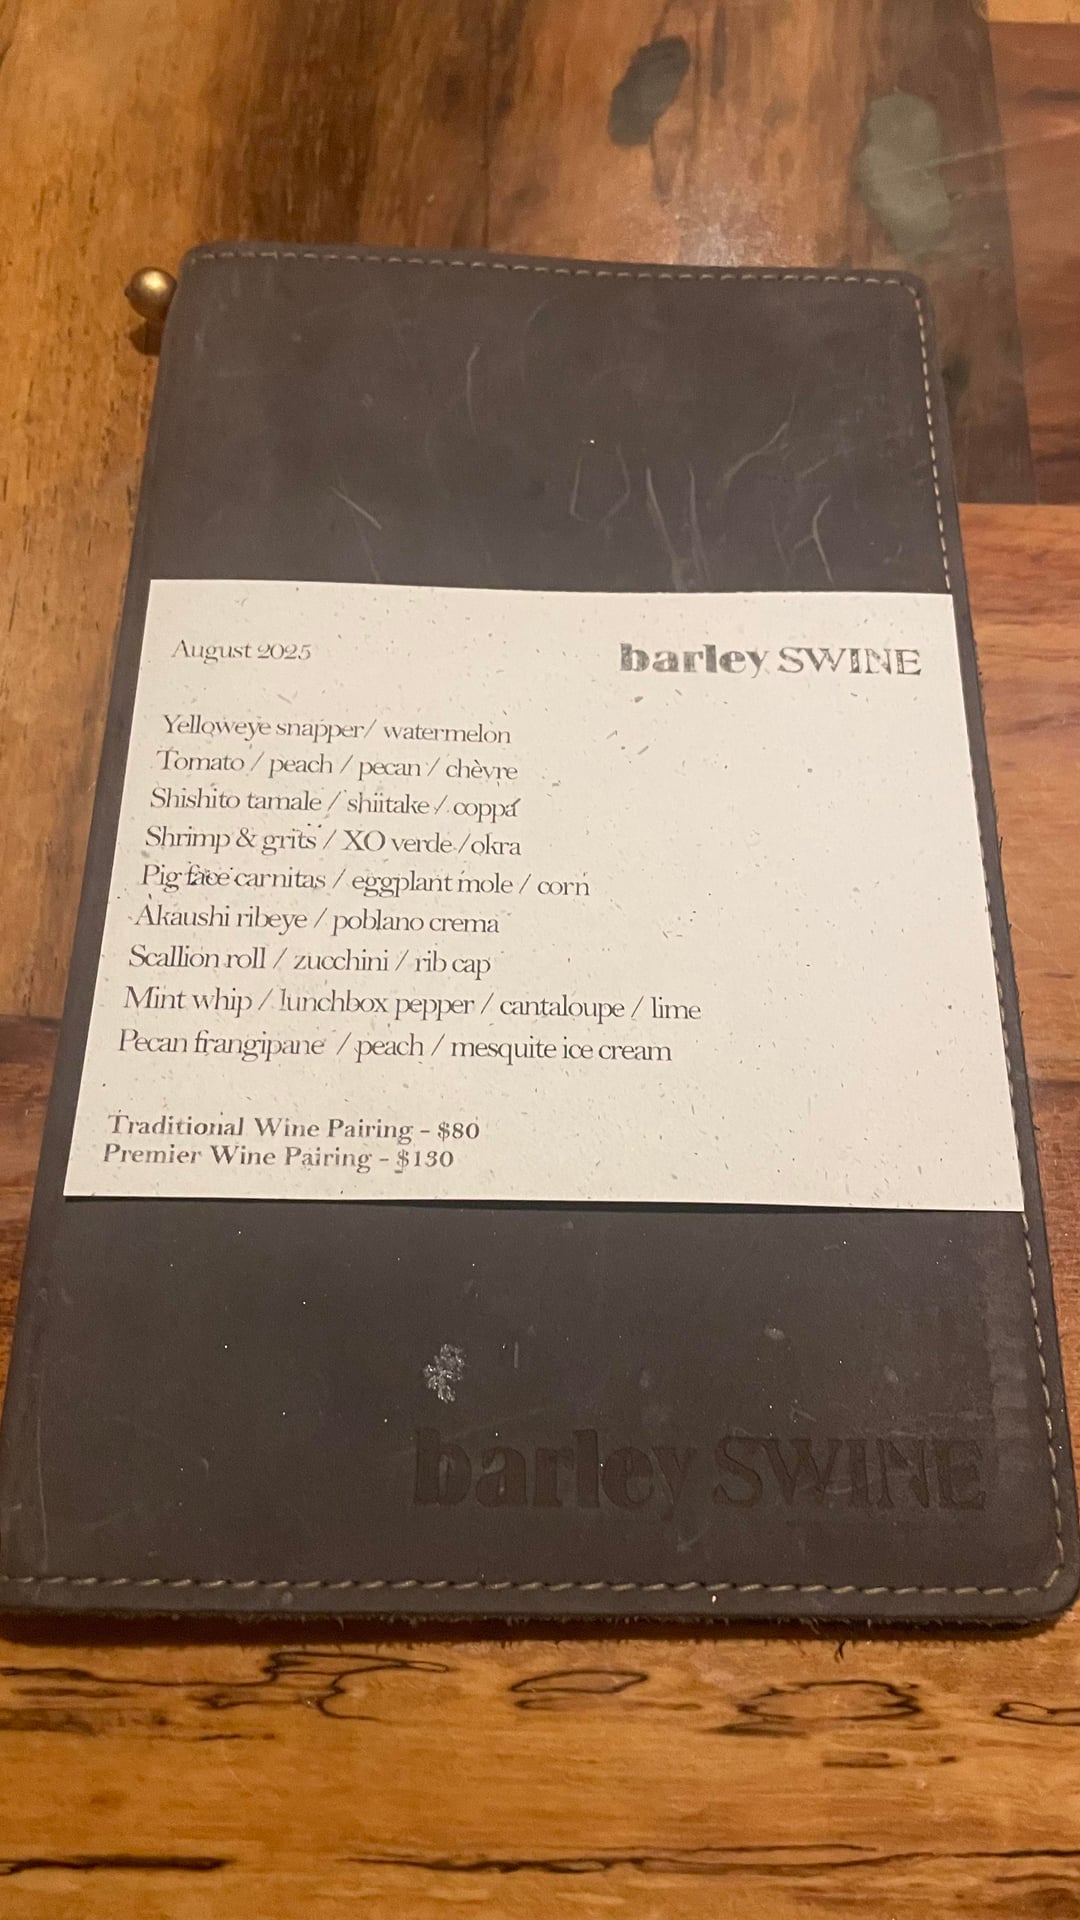 August 2025
barley SWINE
Yelloweye snapper/ watermelon
Tomato / peach / pecan / chèvre
Shishito tamale / shiitake / coppa
Shrimp & grits / XO verde /okra
Pig face carnitas / eggplant mole / corn
Akaushi ribeye / poblano crema
Scallion roll / zucchini / rib cap
Mint whip / lunchbox pepper / cantaloupe / lime
Pecan frangipane / peach / mesquite ice cream
Traditional Wine Pairing - $80
Premier Wine Pairing - $130
barley SWINE